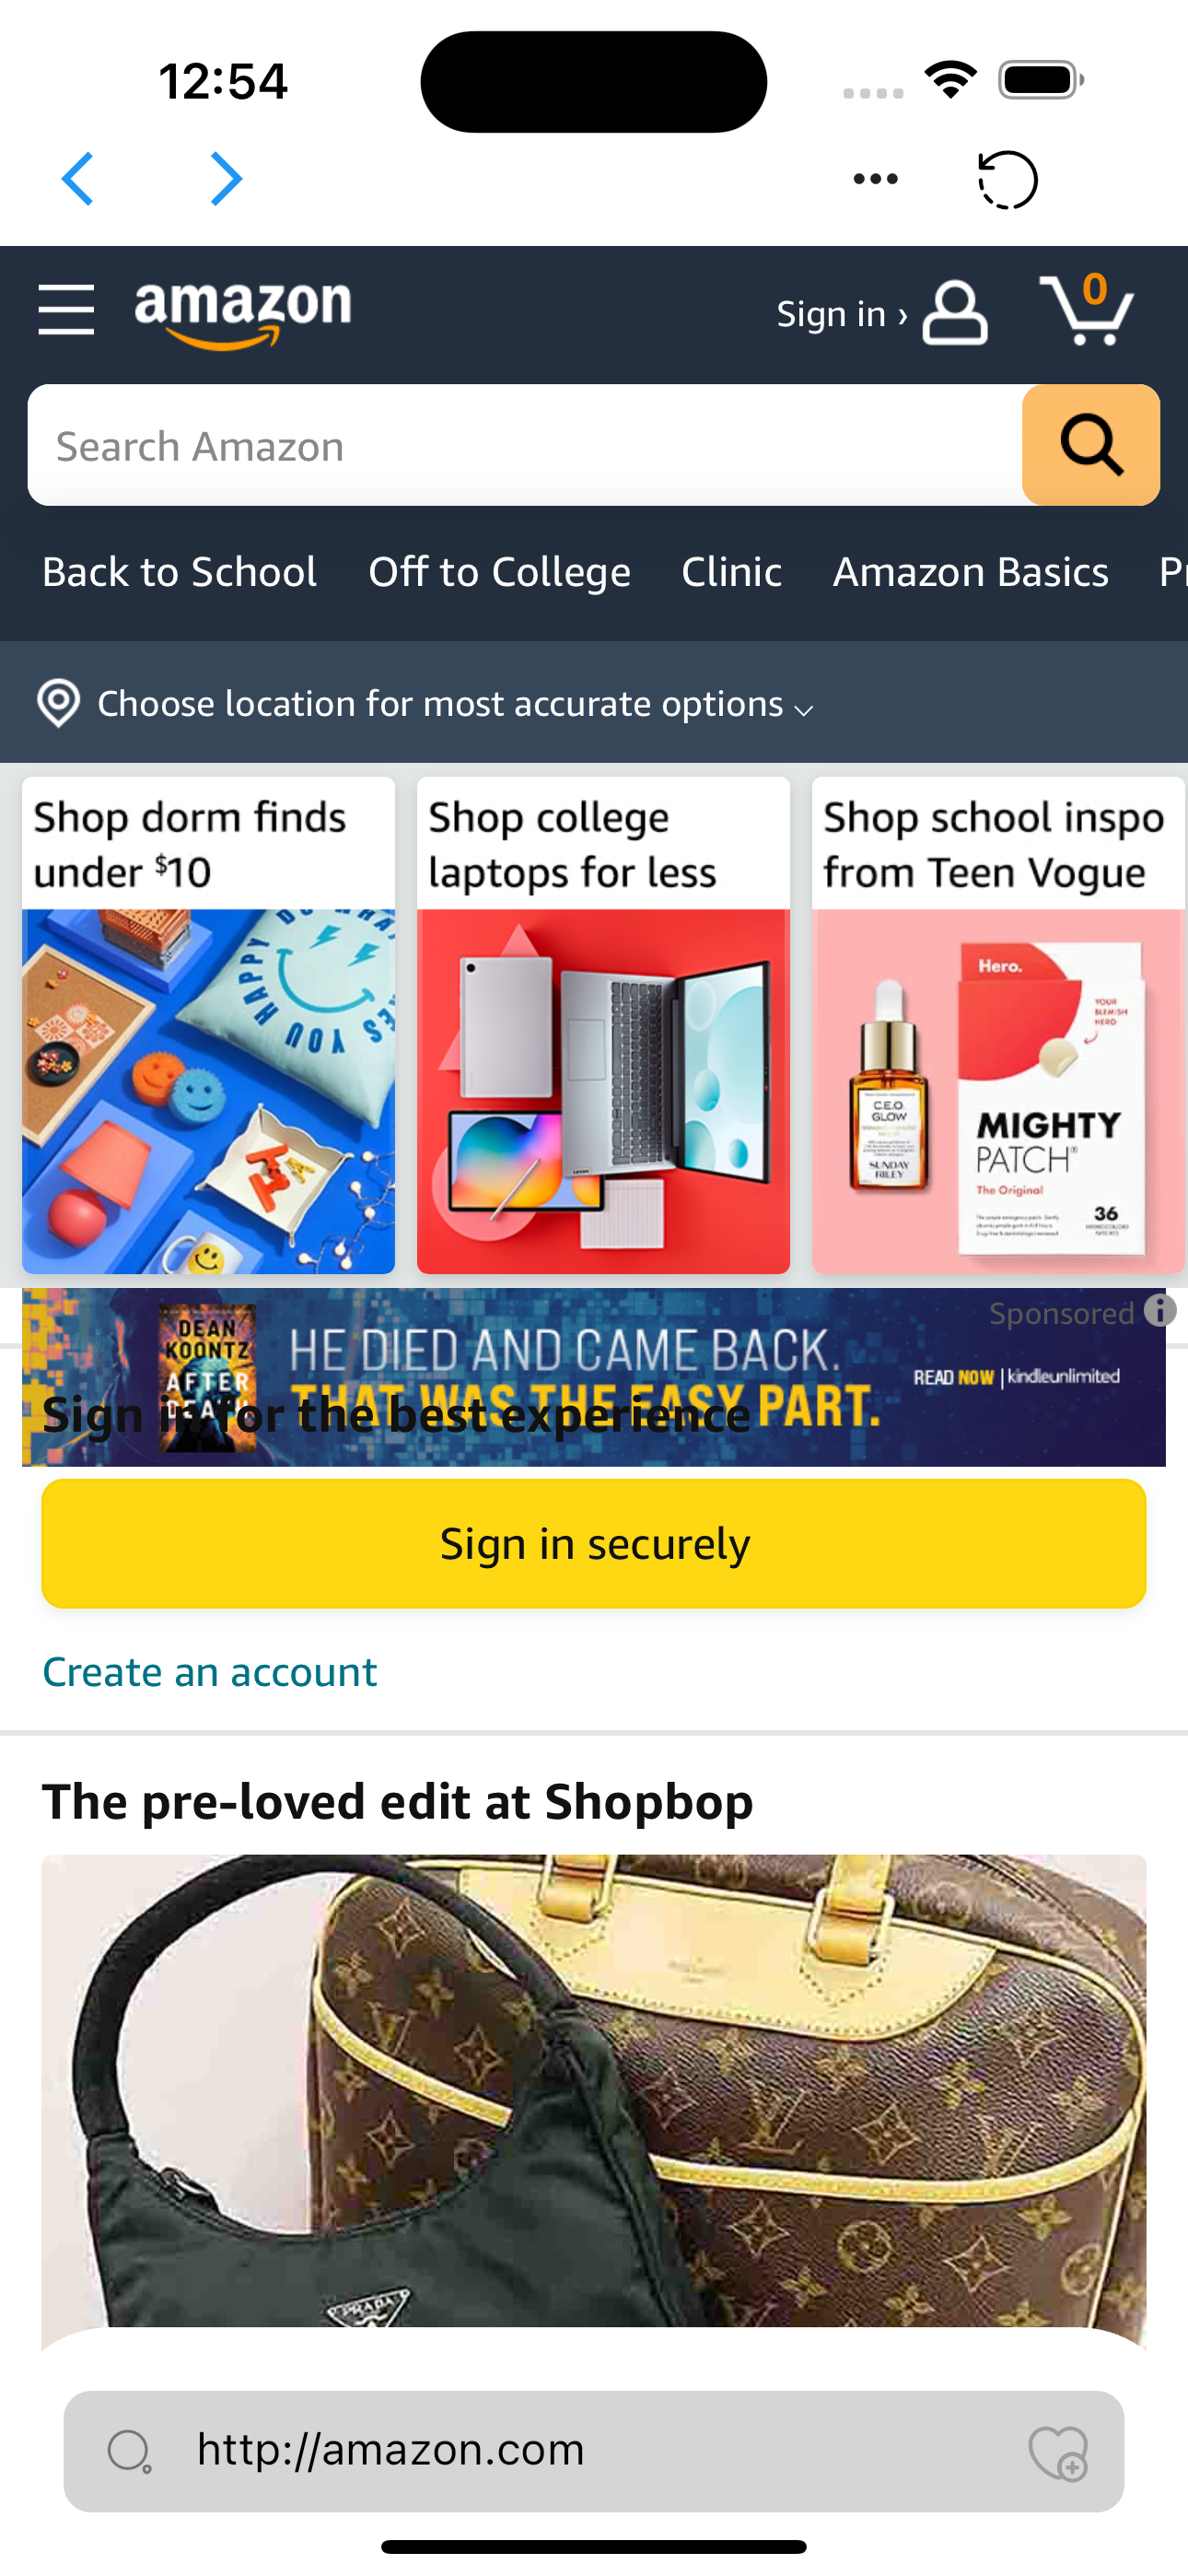 12:54
amazon
Sign in ›
0
Search Amazon
Back to School Off to College Clinic Amazon Basics Pr
Choose location for most accurate options
Shop dorm finds
under $10
Shop college
laptops for less
Shop school inspo
from Teen Vogue
YOU HAPPY
Hero.
YOUR
BLEMISH
HERO
C.E.O.
GLOW
SUNDAY
RILEY
MIGHTY
PATCH®
The Original
36
Sponsored
DEAN
KOONTZ
AFTER
DEATH
HE DIED AND CAME BACK.
THAT WAS THE EASY PART.
READ NOW | kindleunlimited
Sign in for the best experience
Sign in securely
Create an account
The pre-loved edit at Shopbop
PRADA
http://amazon.com